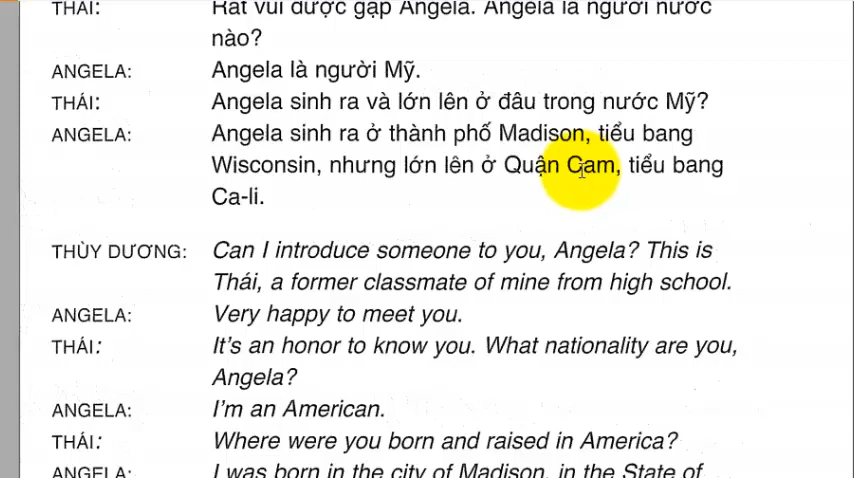 THÁI: Rất vui được gặp Angela. Angela là người nước
nào?
ANGELA: Angela là người Mỹ.
THÁI: Angela sinh ra và lớn lên ở đâu trong nước Mỹ?
ANGELA: Angela sinh ra ở thành phố Madison, tiểu bang
Wisconsin, nhưng lớn lên ở Quận Cam, tiểu bang
Ca-li.
THÙY DƯƠNG: Can I introduce someone to you, Angela? This is
Thái, a former classmate of mine from high school.
ANGELA: Very happy to meet you.
THÁI: It's an honor to know you. What nationality are you,
Angela?
ANGELA: I'm an American.
THÁI: Where were you born and raised in America?
ANGELA: I was born in the city of Madison, in the State of